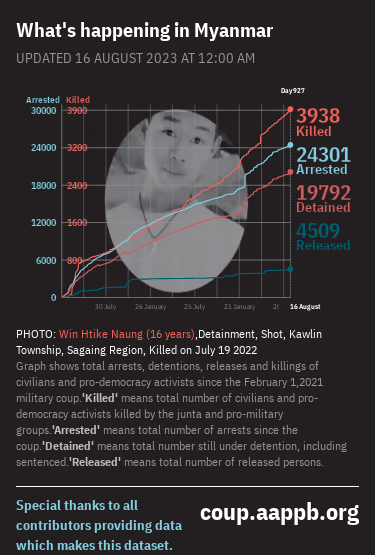 What's happening in Myanmar
UPDATED 16 AUGUST 2023 AT 12:00 AM
Day927
Arrested Killed
30000 3900
24000 3200
18000 2400
12000 1600
6000 800
0
3938
Killed
24301
Arrested
19792
Detained
4509
Released
30 July 26 January 25 July 21 January 20 16 August
PHOTO: Win Htike Naung (16 years),Detainment, Shot, Kawlin
Township, Sagaing Region, Killed on July 19 2022
Graph shows total arrests, detentions, releases and killings of
civilians and pro-democracy activists since the February 1,2021
military coup.'Killed' means total number of civilians and pro-
democracy activists killed by the junta and pro-military
groups.'Arrested' means total number of arrests since the
coup.'Detained' means total number still under detention, including
sentenced.'Released' means total number of released persons.
Special thanks to all
contributors providing data
which makes this dataset.
coup.aappb.org